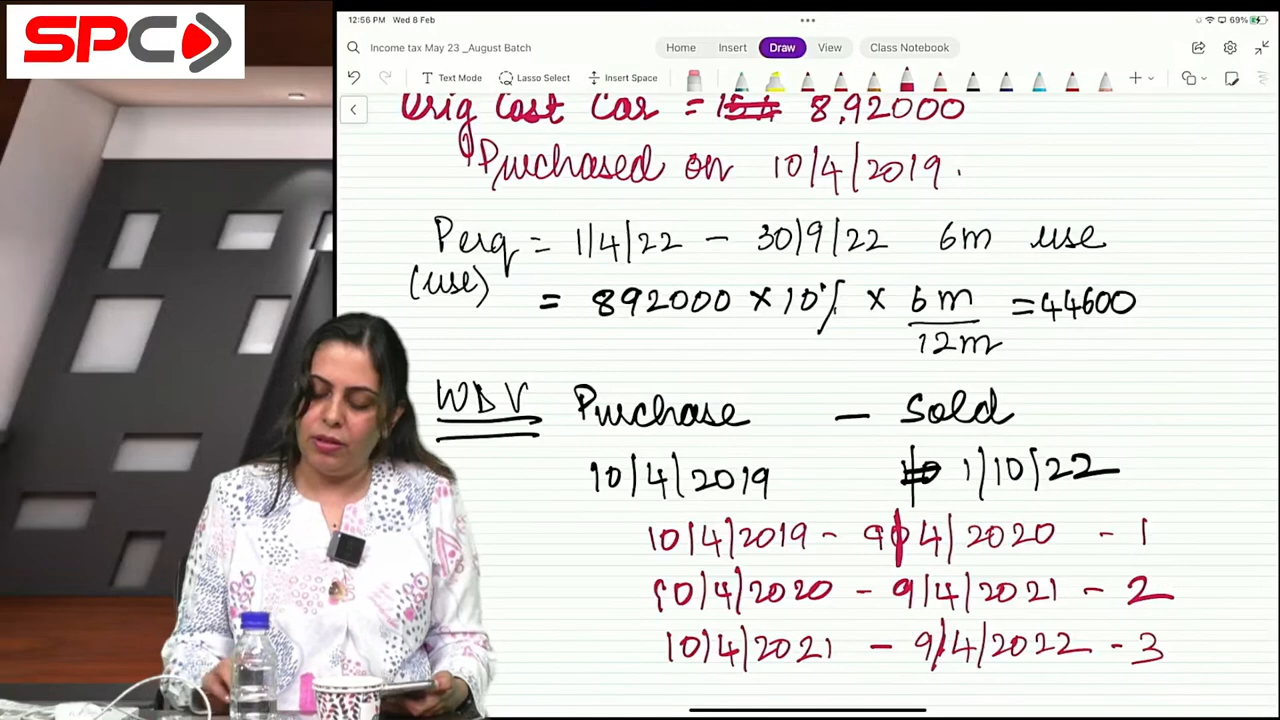 SPC
12:56 PM Wed 8 Feb
69%
Income tax May 23 _August Batch
Home Insert Draw View Class Notebook
Text Mode Lasso Select Insert Space
Orig Cost Car = 8,92000
Purchased on 10/4/2019.
Perq = 1/4/22 - 30/9/22 6m use
(use)
= 892000 × 10% × 6m = 44600
12m
WDV Purchase - Sold
10/4/2019 1/10/22
10/4/2019 - 9/4/2020 - 1
10/4/2020 - 9/4/2021 - 2
10/4/2021 - 9/4/2022 - 3